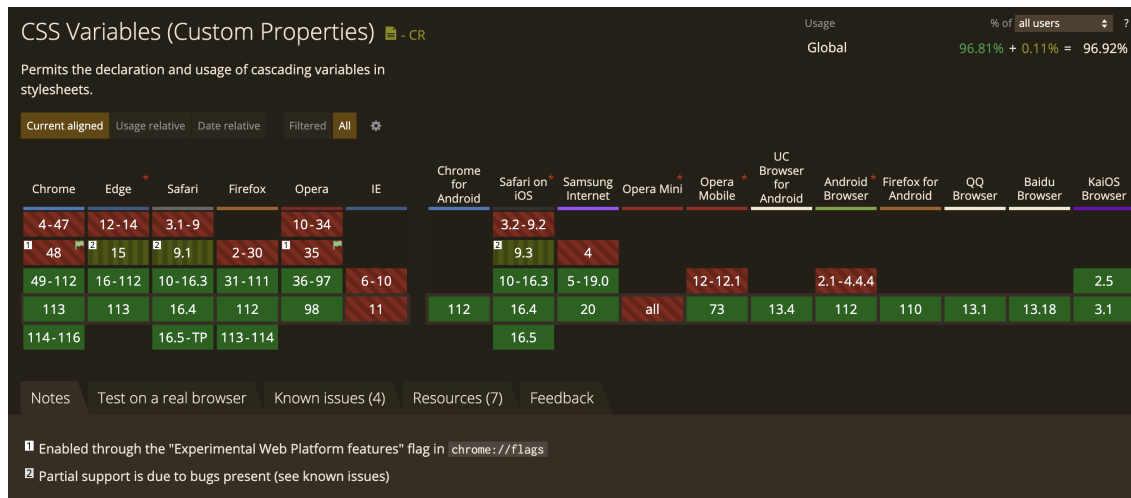 CSS Variables (Custom Properties) - CR
Usage % of all users ?
Global 96.81% + 0.11% = 96.92%
Permits the declaration and usage of cascading variables in
stylesheets.
Current aligned Usage relative Date relative Filtered All
Chrome Edge * Safari Firefox Opera IE Chrome for Android Safari on iOS * Samsung Internet Opera Mini * Opera Mobile * UC Browser for Android Android Browser * Firefox for Android QQ Browser Baidu Browser KaiOS Browser
4-47 12-14 3.1-9 10-34 3.2-9.2
1 48 2 15 2 9.1 2-30 1 35 2 9.3 4
49-112 16-112 10-16.3 31-111 36-97 6-10 10-16.3 5-19.0 12-12.1 2.1-4.4.4 2.5
113 113 16.4 112 98 11 112 16.4 20 all 73 13.4 112 110 13.1 13.18 3.1
114-116 16.5-TP 113-114 16.5
Notes Test on a real browser Known issues (4) Resources (7) Feedback
1 Enabled through the "Experimental Web Platform features" flag in chrome://flags
2 Partial support is due to bugs present (see known issues)